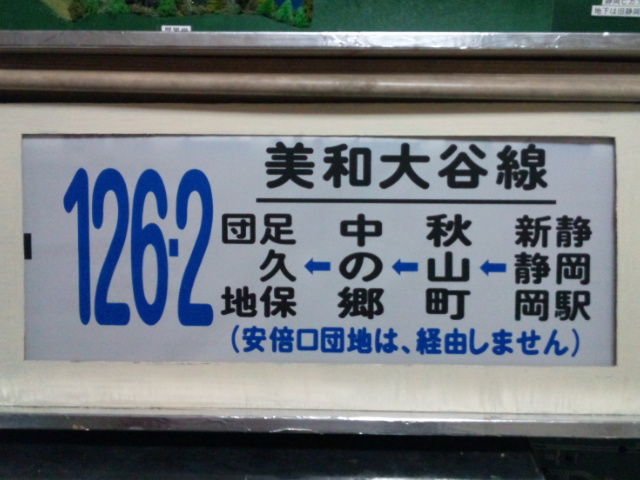 126-2
美和大谷線
静岡駅
新静岡
←
秋山町
←
中の郷
←
足久保
団地
(安倍口団地は、経由しません)